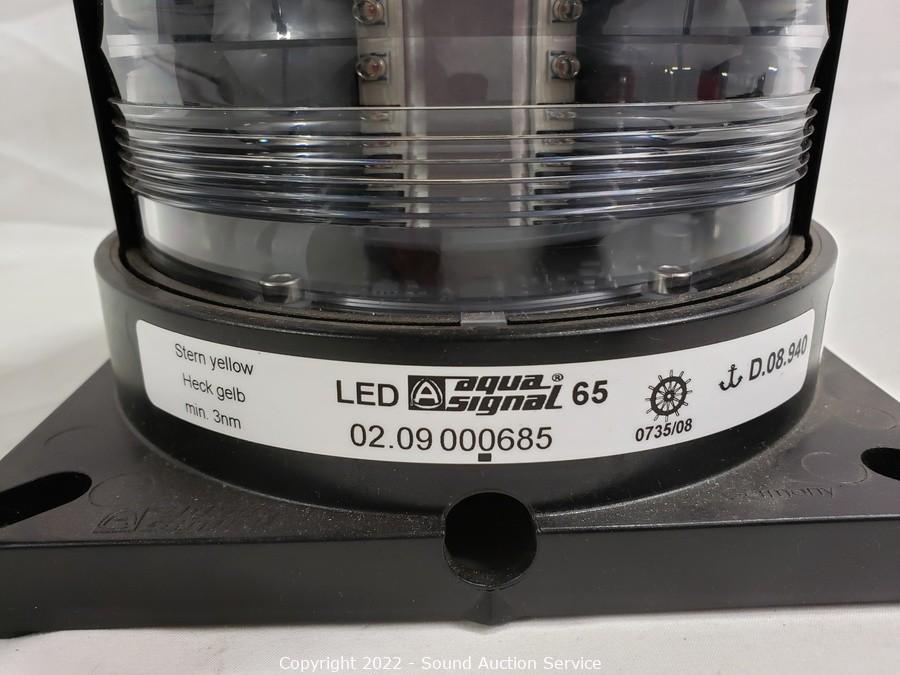 Stern yellow
Heck gelb
min. 3nm
LED aqua signal® 65
02.09 000685
0735/08
D.08.940
Germany
Copyright 2022 - Sound Auction Service